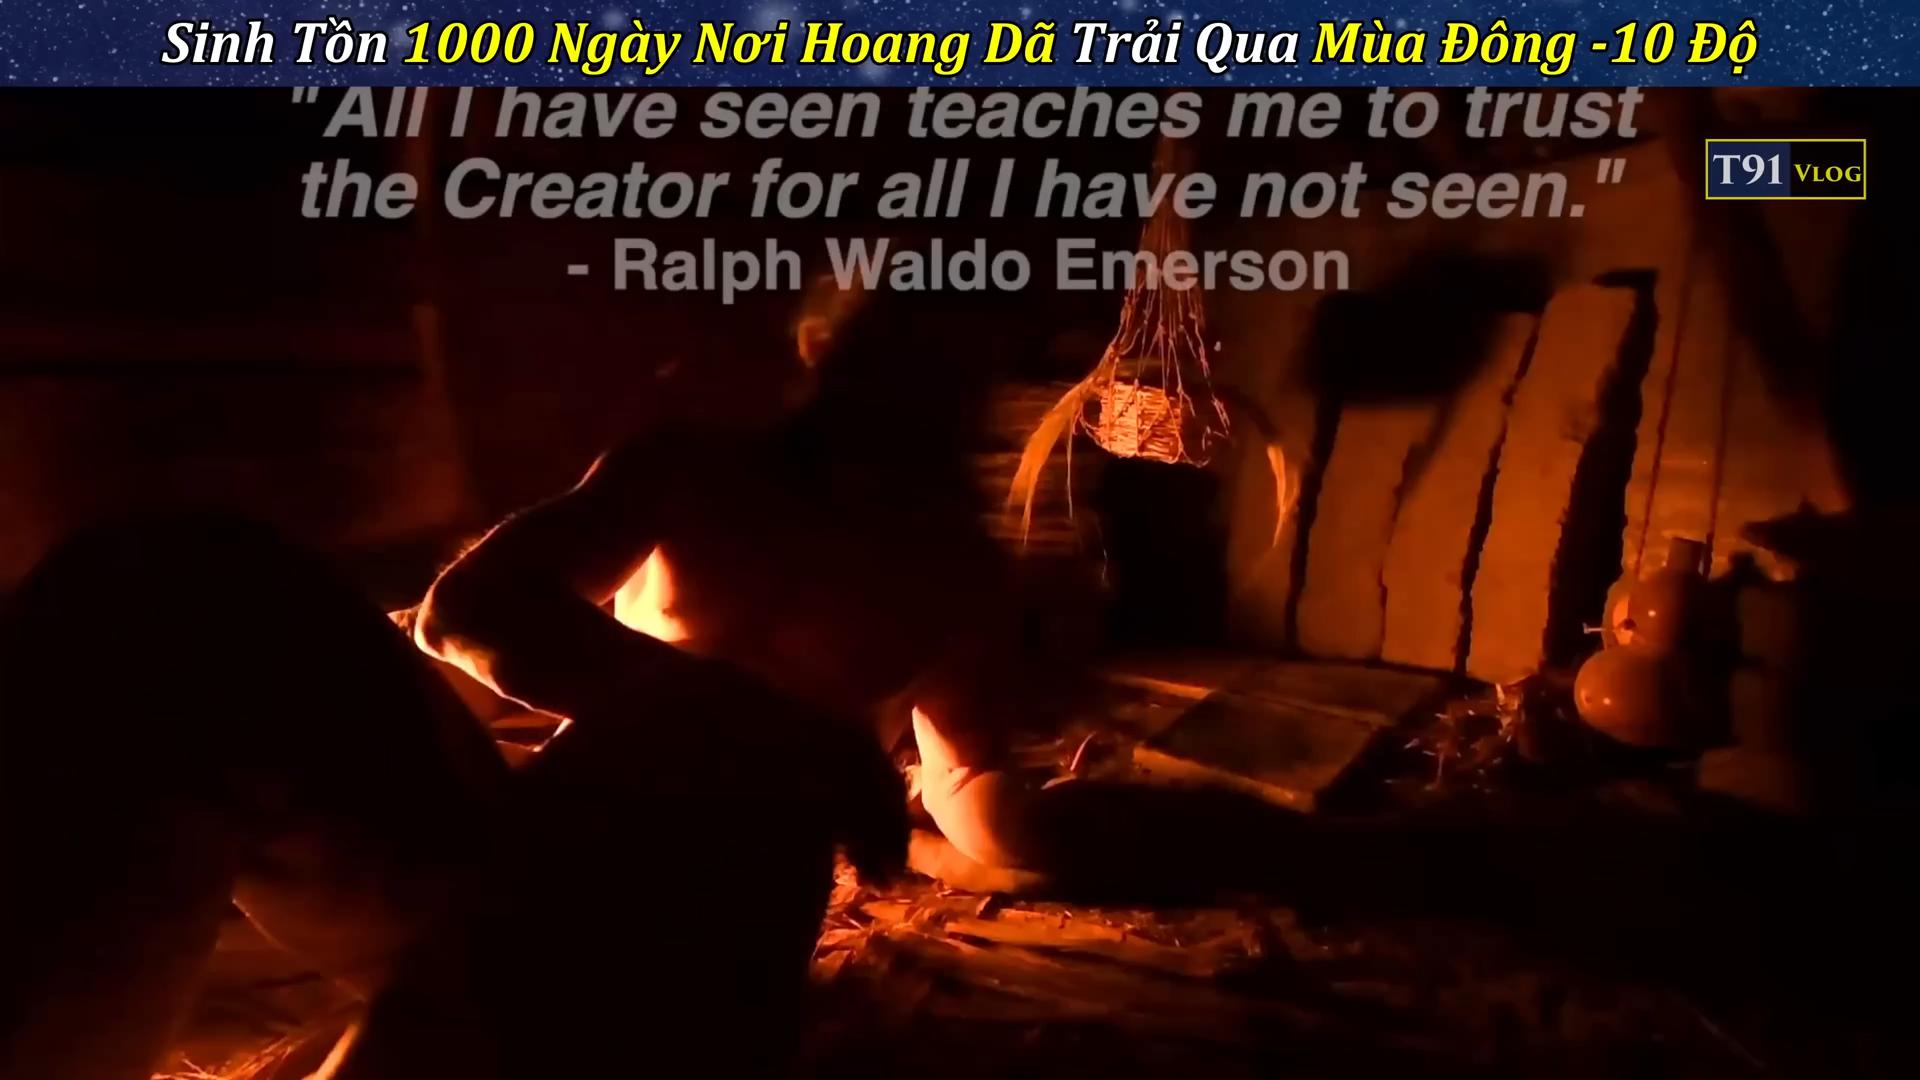 Sinh Tồn 1000 Ngày Nơi Hoang Dã Trải Qua Mùa Đông -10 Độ
"All I have seen teaches me to trust
the Creator for all I have not seen."
- Ralph Waldo Emerson
T91 VLOG